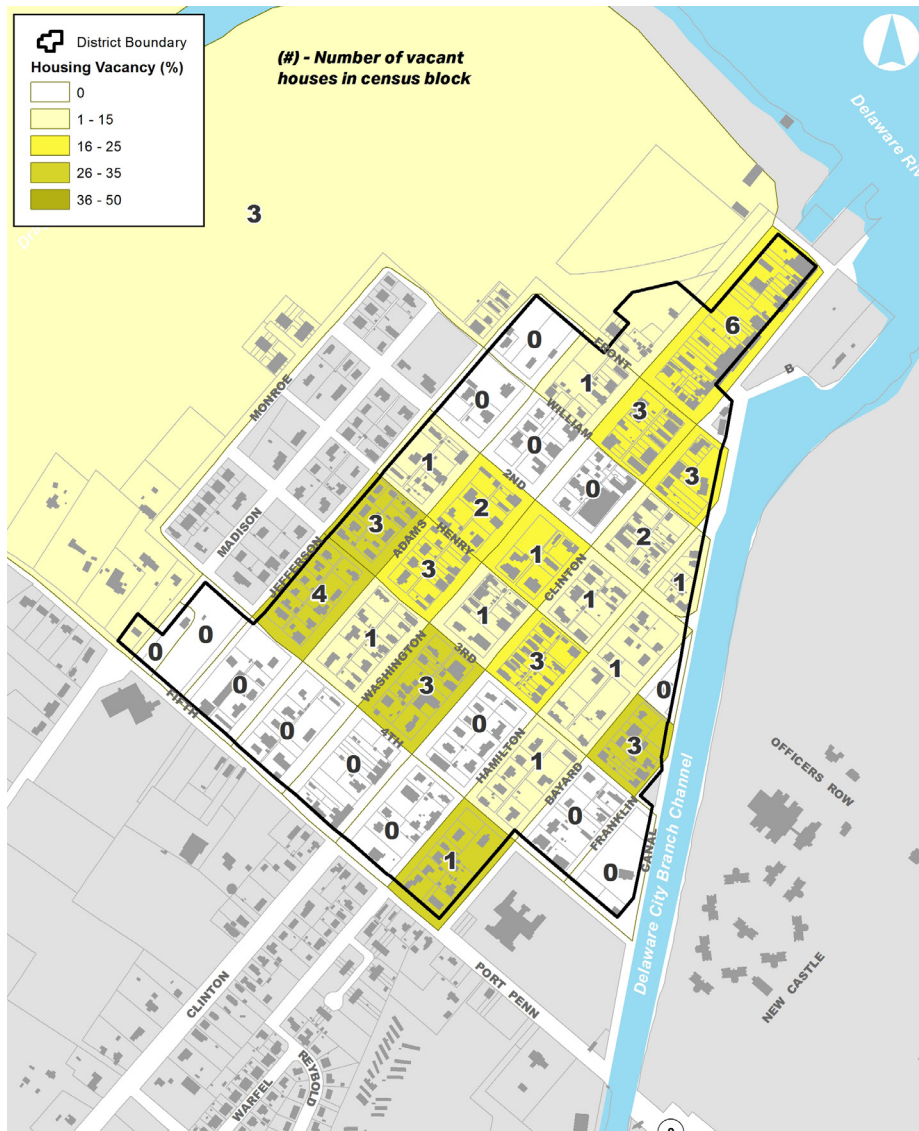 District Boundary
Housing Vacancy (%)
0
1 - 15
16 - 25
26 - 35
36 - 50
(#) - Number of vacant
houses in census block
Delaware Riv
3
6
0
FRONT
B
1
0
WILLIAM
3
MONROE
0
1
2ND
3
0
2
3
ADAMS
HENRY
2
MADISON
JEFFERSON
1
CLINTON
3
1
4
1
1
0
0
1
WASHINGTON
3RD
3
1
0
3
0
FIFTH
0
4TH
0
HAMILTON
3
OFFICERS
ROW
0
1
BAYARD
0
0
FRANKLIN
CANAL
1
0
Delaware City Branch Channel
PORT PENN
CLINTON
NEW CASTLE
REYBOLD
WARFEL